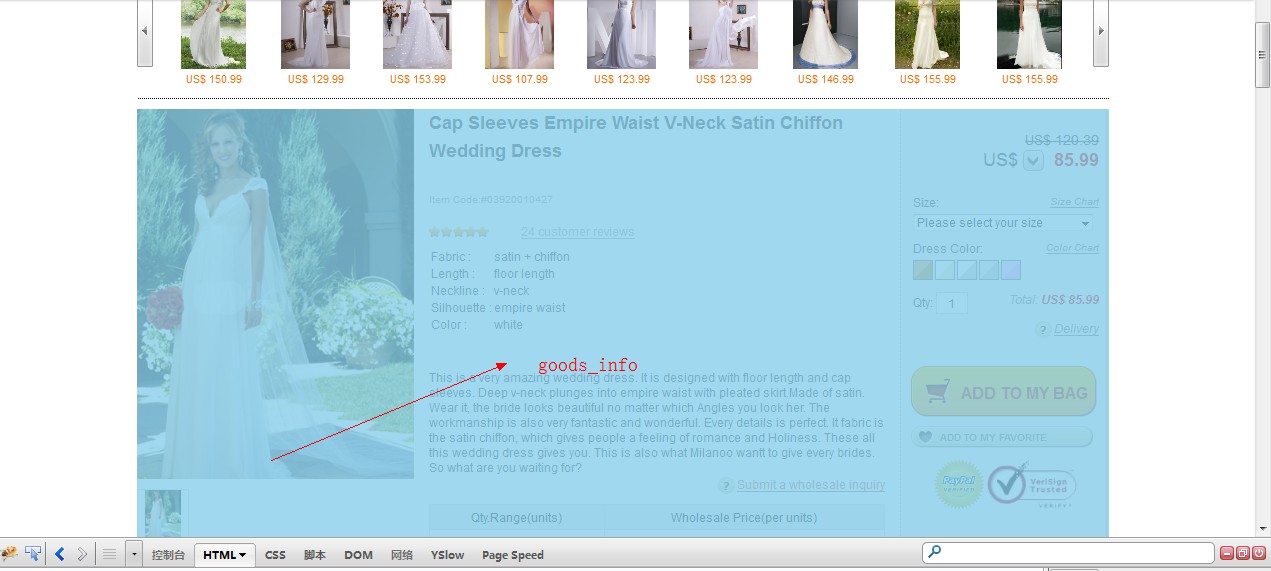 US$ 150.99 US$ 129.99 US$ 153.99 US$ 107.99 US$ 123.99 US$ 123.99 US$ 146.99 US$ 155.99 US$ 155.99
Cap Sleeves Empire Waist V-Neck Satin Chiffon
Wedding Dress
Item Code:#03920010427
24 customer reviews
Fabric : satin + chiffon
Length : floor length
Neckline : v-neck
Silhouette : empire waist
Color : white
goods_info
This is a very amazing wedding dress. It is designed with floor length and cap
sleeves. Deep v-neck plunges into empire waist with pleated skirt.Made of satin.
Wear it, the bride looks beautiful no matter which Angles you look her. The
workmanship is also very fantastic and wonderful. Every details is perfect. It fabric is
the satin chiffon, which gives people a feeling of romance and Holiness. These all
this wedding dress gives you. This is also what Milanoo wantt to give every brides.
So what are you waiting for?
? Submit a wholesale inquiry
Qty.Range(units) Wholesale Price(per units)
US$ 120.39
US$ 85.99
Size: Size Chart
Please select your size
Dress Color: Color Chart
Qty: 1 Total: US$ 85.99
? Delivery
ADD TO MY BAG
ADD TO MY FAVORITE
PayPal
VERIFIED
VeriSign
Trusted
VERIFY
控制台 HTML CSS 脚本 DOM 网络 YSlow Page Speed